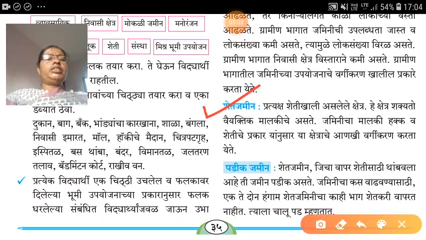 84% 17:04
व्यावसायिक निवासी क्षेत्र मोकळी जमीन मनोरंजन
शेती संस्था मिश्र भूमी उपयोजन
फलक तयार करा. ते घेऊन विद्यार्थी
राहतील.
नावांच्या चिठ्ठ्या तयार करा व एका
डब्यात ठेवा.
दुकान, बाग, बँक, भांड्यांचा कारखाना, शाळा, बंगला,
निवासी इमारत, मॉल, हॉकीचे मैदान, चित्रपटगृह,
इस्पितळ, बस थांबा, बंदर, विमानतळ, जलतरण
तलाव, बॅडमिंटन कोर्ट, राखीव वन.
✓ प्रत्येक विद्यार्थी एक चिठ्ठी उचलेल व फलकावर
दिलेल्या भूमी उपयोजनाच्या प्रकारानुसार फलक
धरलेल्या संबंधित विद्यार्थ्याजवळ जाऊन उभा
आढळते. ग्रामीण भागात जमिनीची उपलब्धता जास्त व
लोकसंख्या कमी असते, त्यामुळे लोकसंख्या विरळ असते.
ग्रामीण भागात निवासी क्षेत्र विस्ताराने कमी असते. ग्रामीण
भागातील जमिनीच्या उपयोजनाचे वर्गीकरण खालील प्रकारे
करता येते.
शेतजमीन : प्रत्यक्ष शेतीखाली असलेले क्षेत्र. हे क्षेत्र शक्यतो
वैयक्तिक मालकीचे असते. जमिनीचा मालकी हक्क व
शेतीचे प्रकार यांनुसार या क्षेत्राचे आणखी वर्गीकरण करता
येते.
पडीक जमीन : शेतजमीन, जिचा वापर शेतीसाठी थांबवला
आहे ती जमीन पडीक असते. जमिनीचा कस वाढवण्यासाठी,
एक ते दोन हंगाम शेतजमिनीचा काही भाग शेतकरी वापरत
नाहीत. त्याला चालू पड म्हणतात.
३५